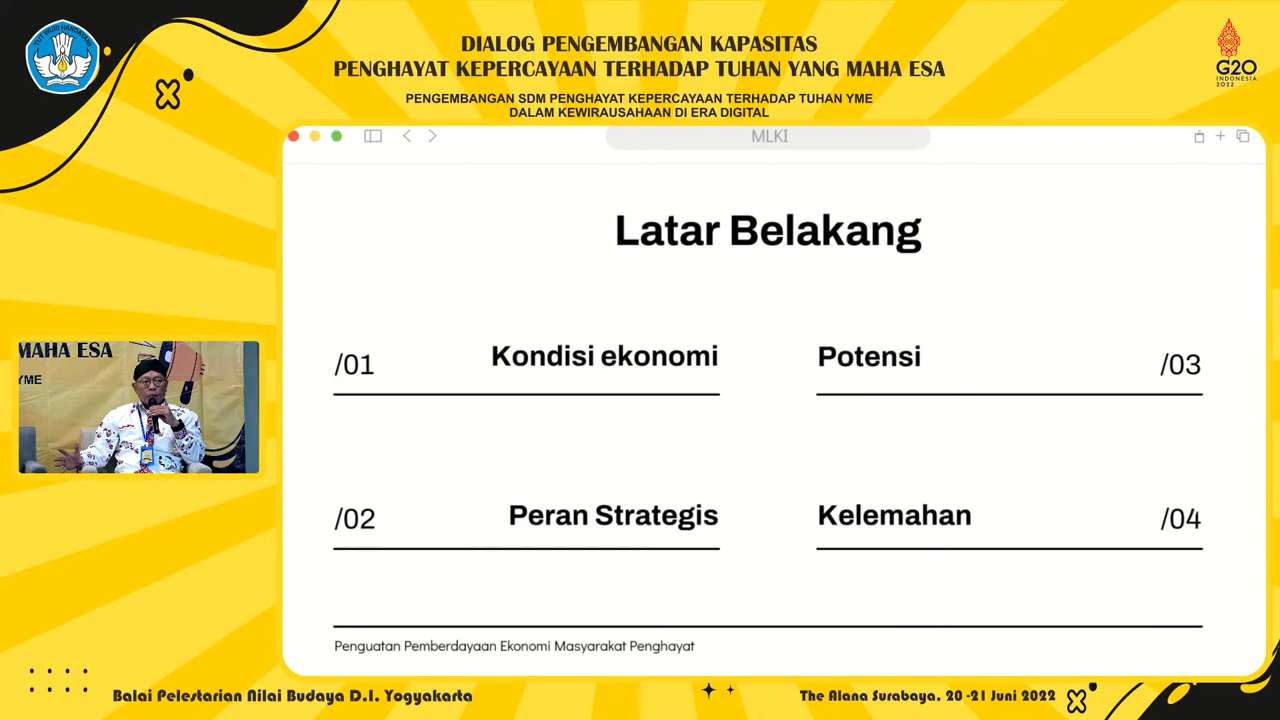 TUT WURI HANDAYANI
DIALOG PENGEMBANGAN KAPASITAS
PENGHAYAT KEPERCAYAAN TERHADAP TUHAN YANG MAHA ESA
PENGEMBANGAN SDM PENGHAYAT KEPERCAYAAN TERHADAP TUHAN YME
DALAM KEWIRAUSAHAAN DI ERA DIGITAL
G20
INDONESIA
2022
MLKI
Latar Belakang
/01 Kondisi ekonomi
Potensi /03
MAHA ESA
YME
/02 Peran Strategis
Kelemahan /04
Penguatan Pemberdayaan Ekonomi Masyarakat Penghayat
Balai Pelestarian Nilai Budaya D.I. Yogyakarta
The Alana Surabaya, 20 -21 Juni 2022